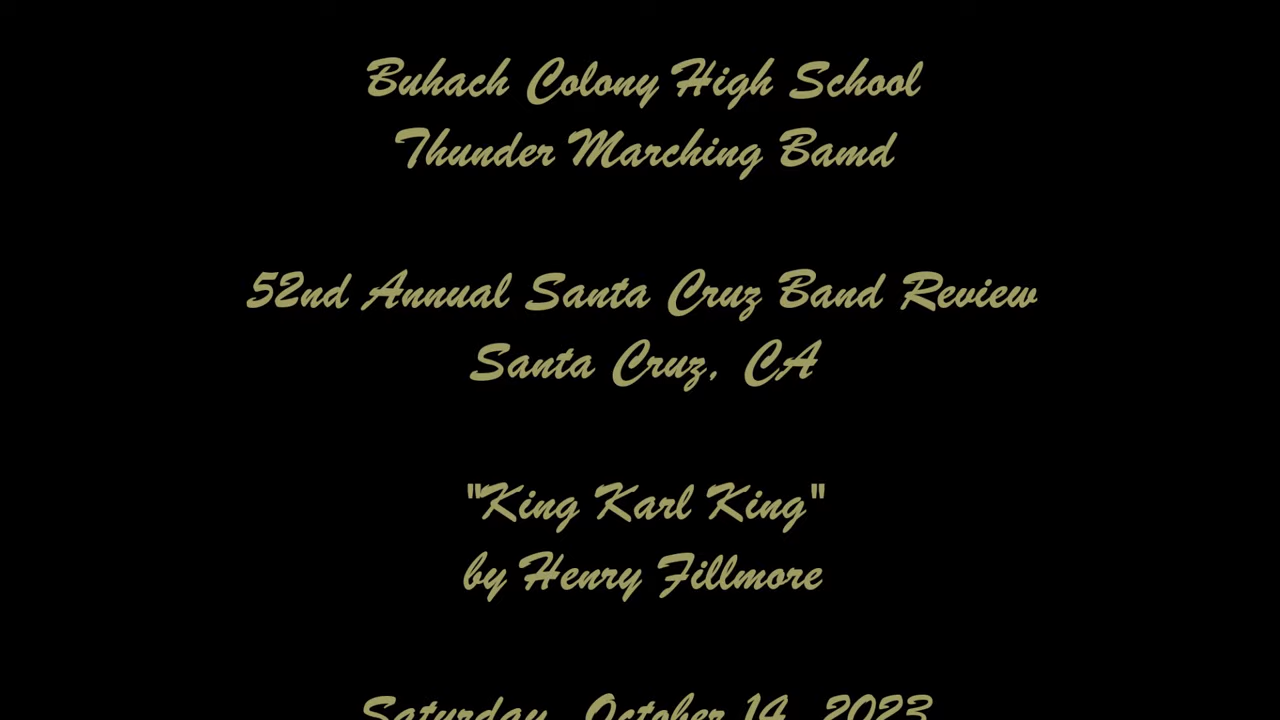 Buhach Colony High School
Thunder Marching Bamd
52nd Annual Santa Cruz Band Review
Santa Cruz, CA
"King Karl King"
by Henry Fillmore
Saturday, October 14, 2023